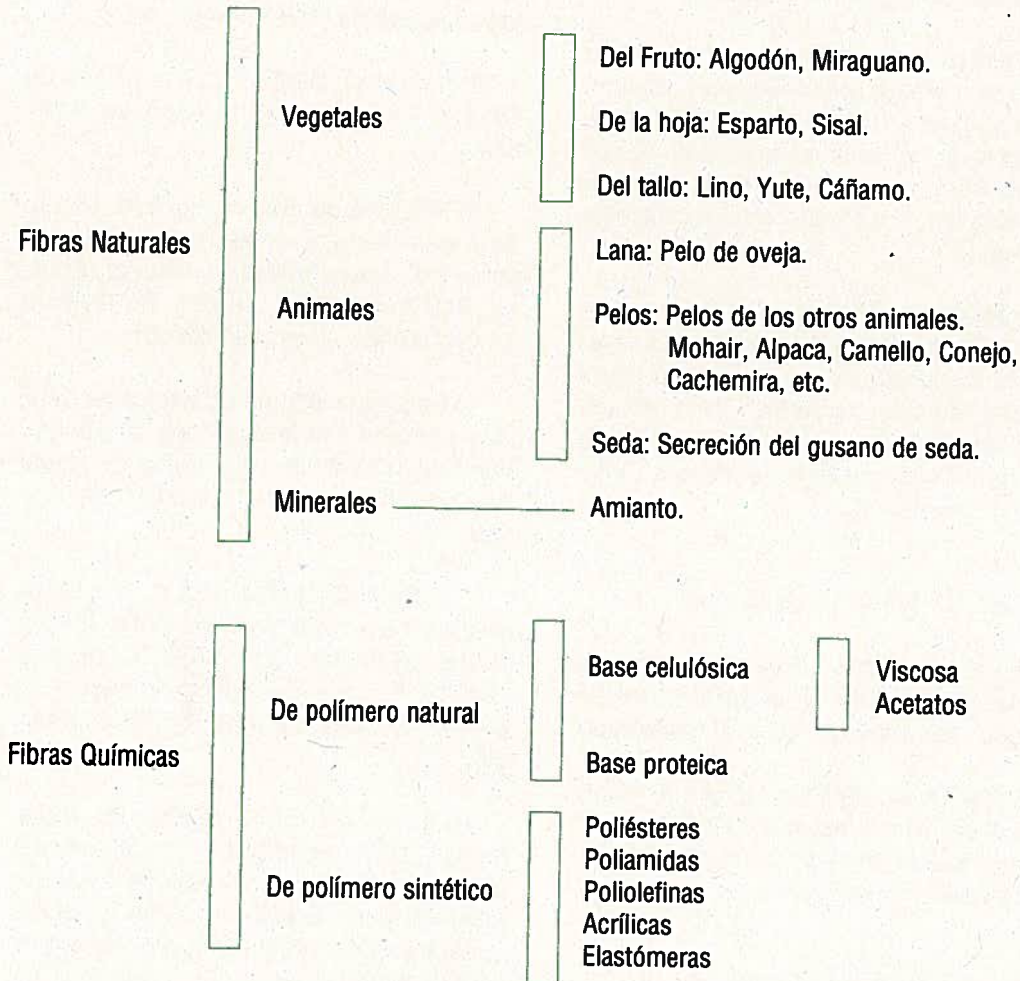 Fibras Naturales
Vegetales
Del Fruto: Algodón, Miraguano.
De la hoja: Esparto, Sisal.
Del tallo: Lino, Yute, Cáñamo.
Animales
Lana: Pelo de oveja.
Pelos: Pelos de los otros animales.
Mohair, Alpaca, Camello, Conejo,
Cachemira, etc.
Seda: Secreción del gusano de seda.
Minerales
Amianto.
Fibras Químicas
De polímero natural
Base celulósica
Viscosa
Acetatos
Base proteica
De polímero sintético
Poliésteres
Poliamidas
Poliolefinas
Acrílicas
Elastómeras